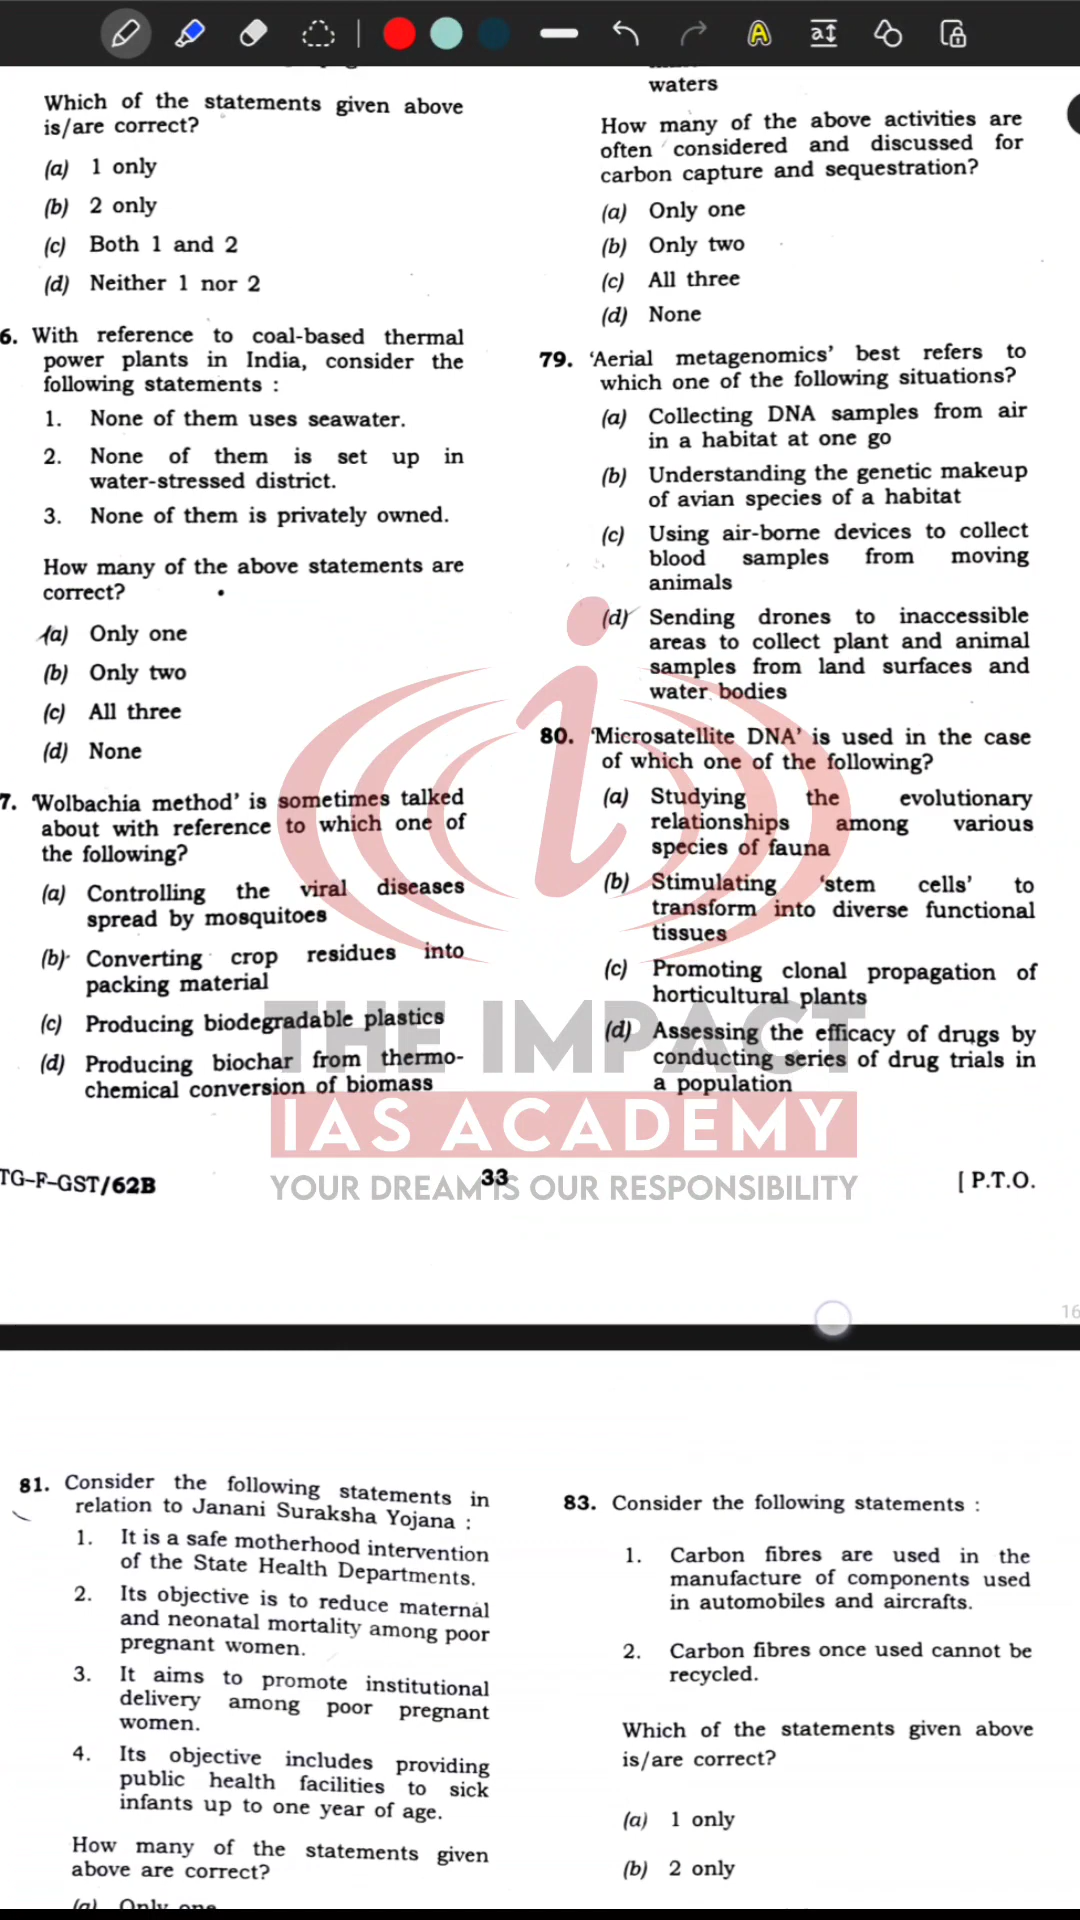 Which of the statements given above
is/are correct?
(a) 1 only
(b) 2 only
(c) Both 1 and 2
(d) Neither 1 nor 2
6. With reference to coal-based thermal
power plants in India, consider the
following statements :
1. None of them uses seawater.
2. None of them is set up in
water-stressed district.
3. None of them is privately owned.
How many of the above statements are
correct?
(a) Only one
(b) Only two
(c) All three
(d) None
7. ‘Wolbachia method’ is sometimes talked
about with reference to which one of
the following?
(a) Controlling the viral diseases
spread by mosquitoes
(b) Converting crop residues into
packing material
(c) Producing biodegradable plastics
(d) Producing biochar from thermo-
chemical conversion of biomass
waters
How many of the above activities are
often considered and discussed for
carbon capture and sequestration?
(a) Only one
(b) Only two
(c) All three
(d) None
79. ‘Aerial metagenomics’ best refers to
which one of the following situations?
(a) Collecting DNA samples from air
in a habitat at one go
(b) Understanding the genetic makeup
of avian species of a habitat
(c) Using air-borne devices to collect
blood samples from moving
animals
(d) Sending drones to inaccessible
areas to collect plant and animal
samples from land surfaces and
water bodies
80. ‘Microsatellite DNA’ is used in the case
of which one of the following?
(a) Studying the evolutionary
relationships among various
species of fauna
(b) Stimulating ‘stem cells’ to
transform into diverse functional
tissues
(c) Promoting clonal propagation of
horticultural plants
(d) Assessing the efficacy of drugs by
conducting series of drug trials in
a population
THE IMPACT
IAS ACADEMY
YOUR DREAM IS OUR RESPONSIBILITY
TG-F-GST/62B
33
[ P.T.O.
16
81. Consider the following statements in
relation to Janani Suraksha Yojana :
1. It is a safe motherhood intervention
of the State Health Departments.
2. Its objective is to reduce maternal
and neonatal mortality among poor
pregnant women.
3. It aims to promote institutional
delivery among poor pregnant
women.
4. Its objective includes providing
public health facilities to sick
infants up to one year of age.
How many of the statements given
above are correct?
(a) Only one
83. Consider the following statements :
1. Carbon fibres are used in the
manufacture of components used
in automobiles and aircrafts.
2. Carbon fibres once used cannot be
recycled.
Which of the statements given above
is/are correct?
(a) 1 only
(b) 2 only